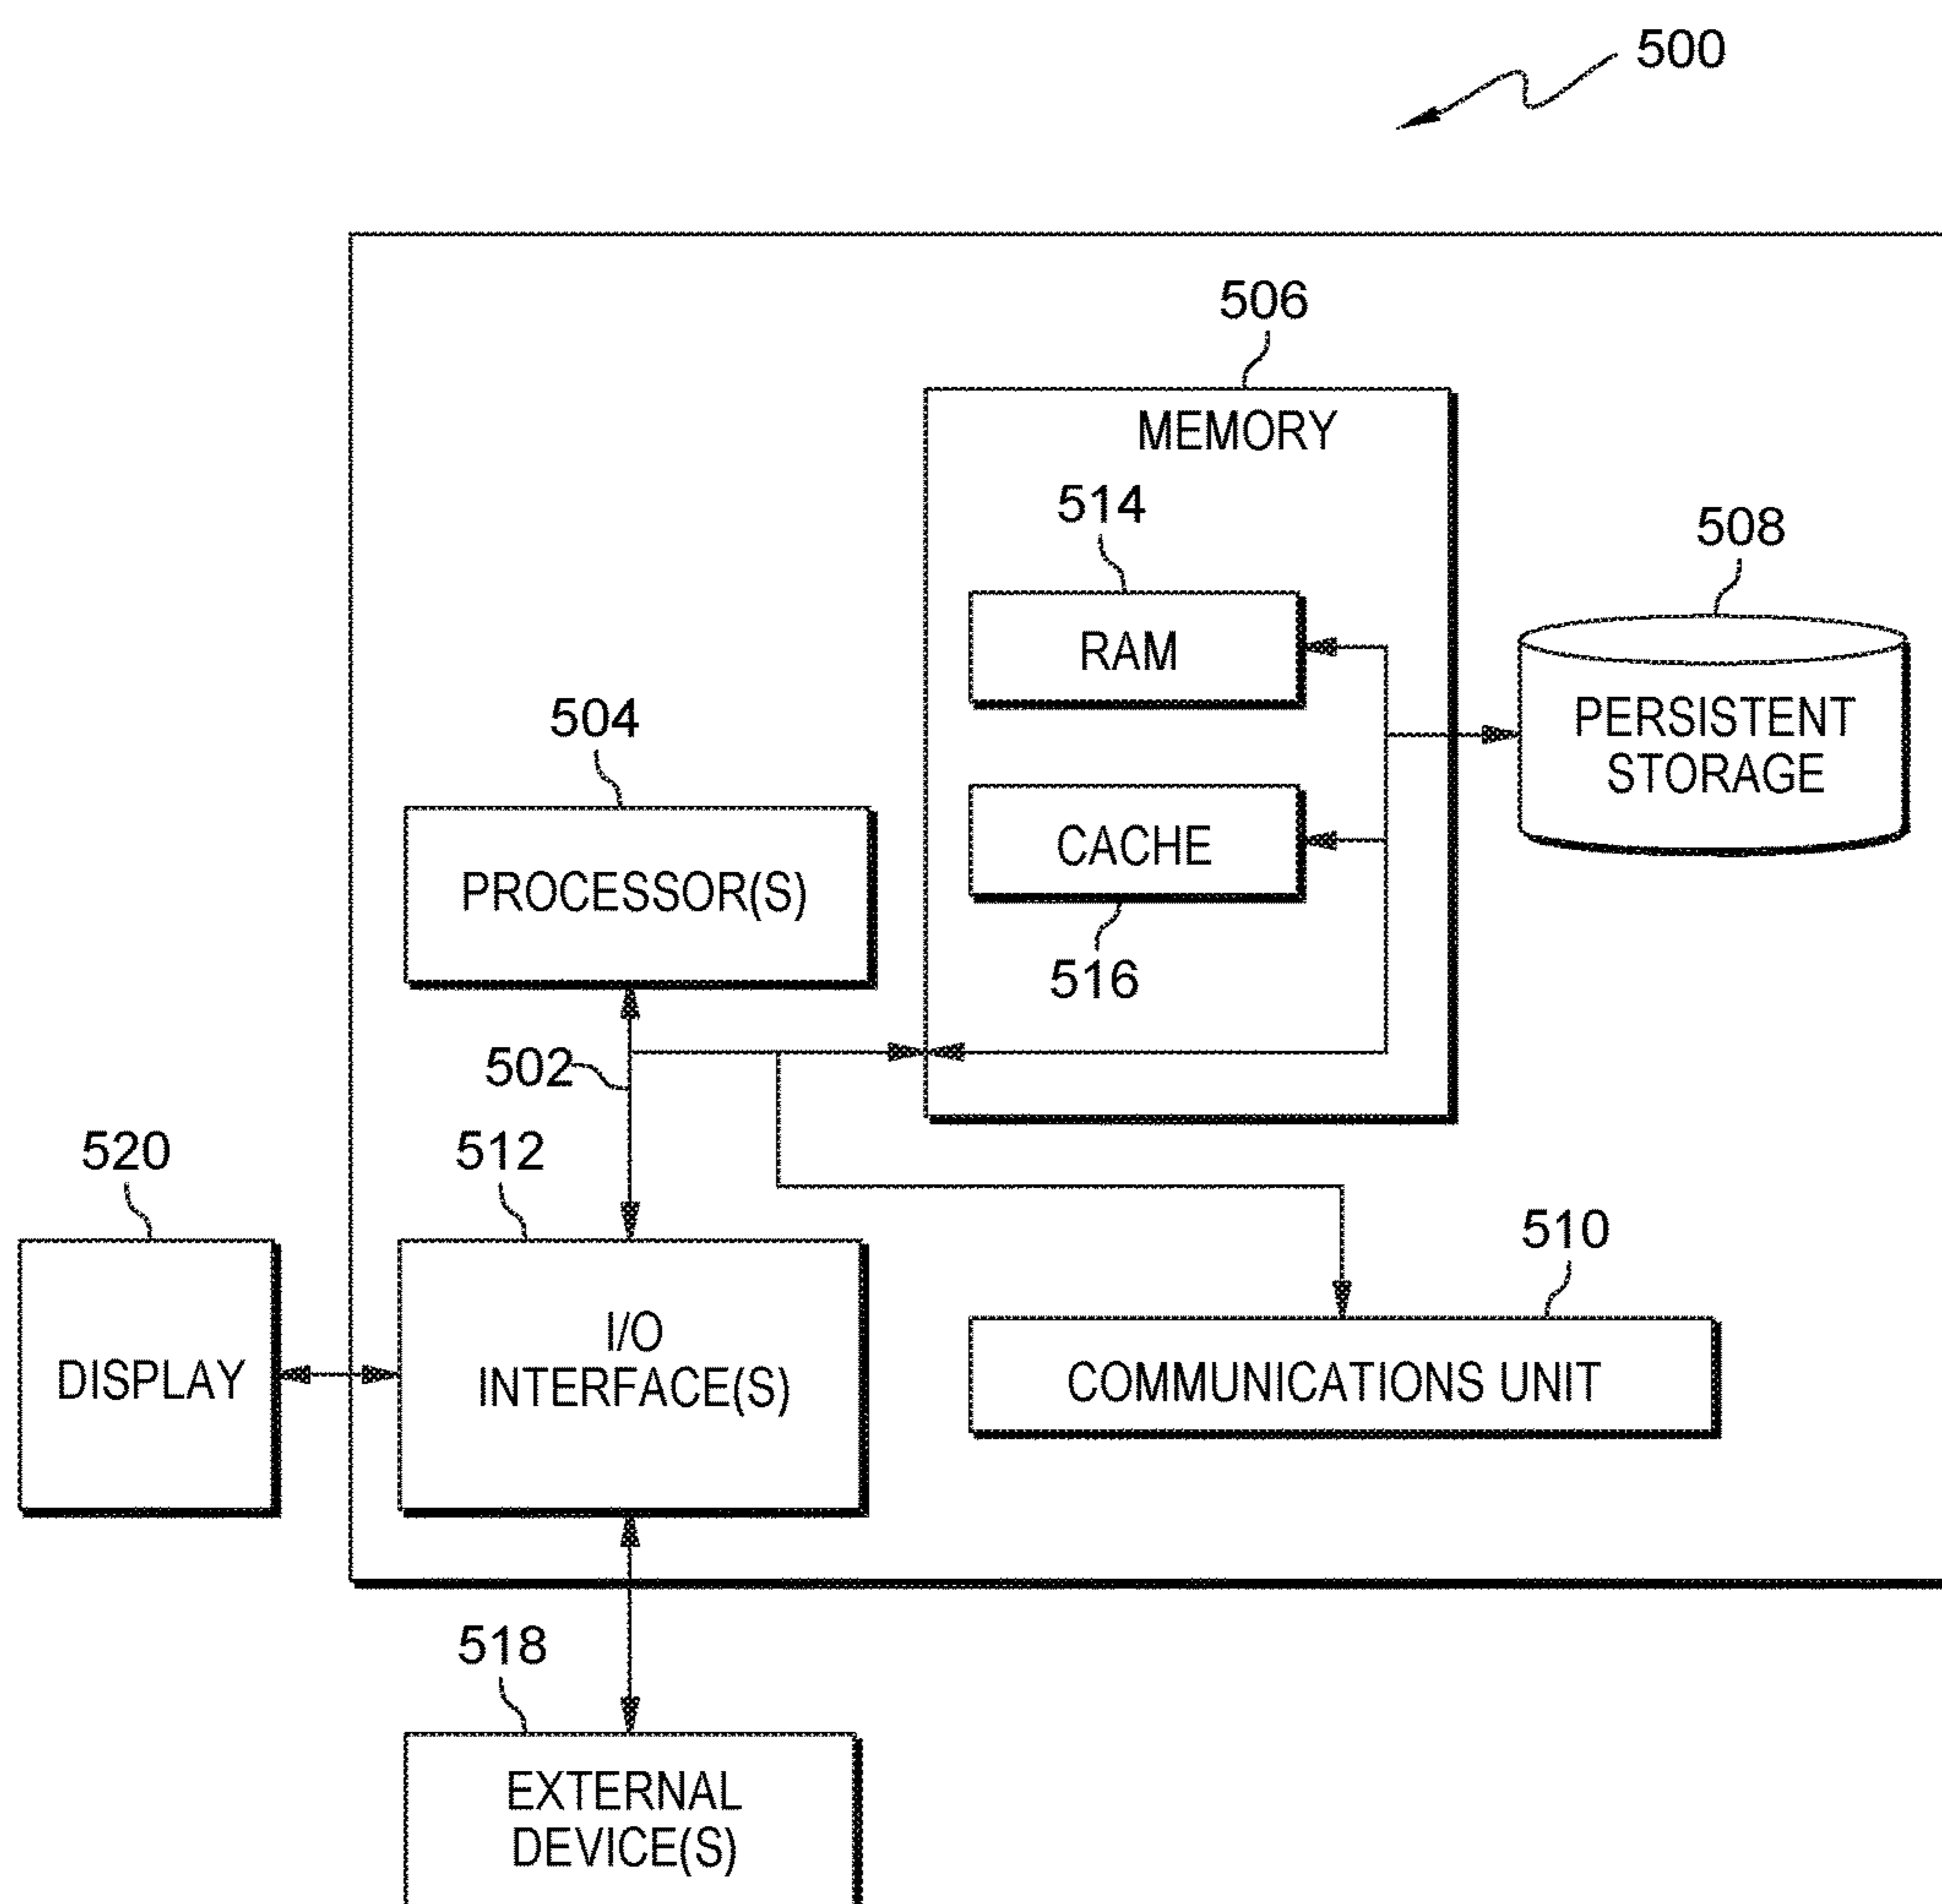 500
506
MEMORY
514
508
RAM
PERSISTENT
STORAGE
504
CACHE
PROCESSOR(S)
516
502
520
512
510
I/O
INTERFACE(S)
DISPLAY
COMMUNICATIONS UNIT
518
EXTERNAL
DEVICE(S)